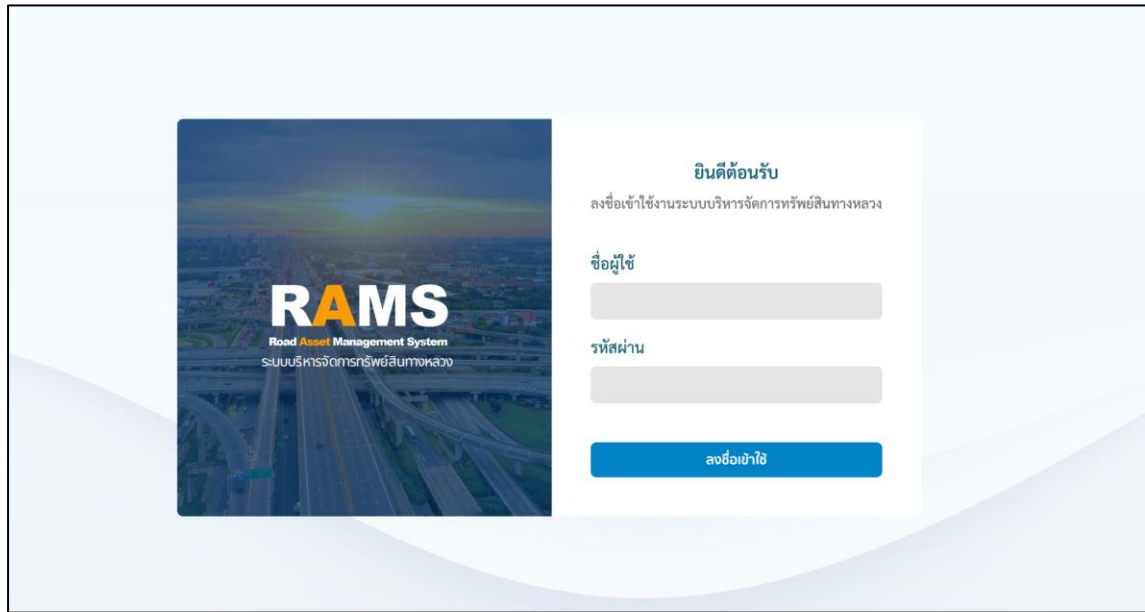 RAMS
Road Asset Management System
ระบบบริหารจัดการทรัพย์สินทางหลวง
ยินดีต้อนรับ
ลงชื่อเข้าใช้งานระบบบริหารจัดการทรัพย์สินทางหลวง
ชื่อผู้ใช้
รหัสผ่าน
ลงชื่อเข้าใช้